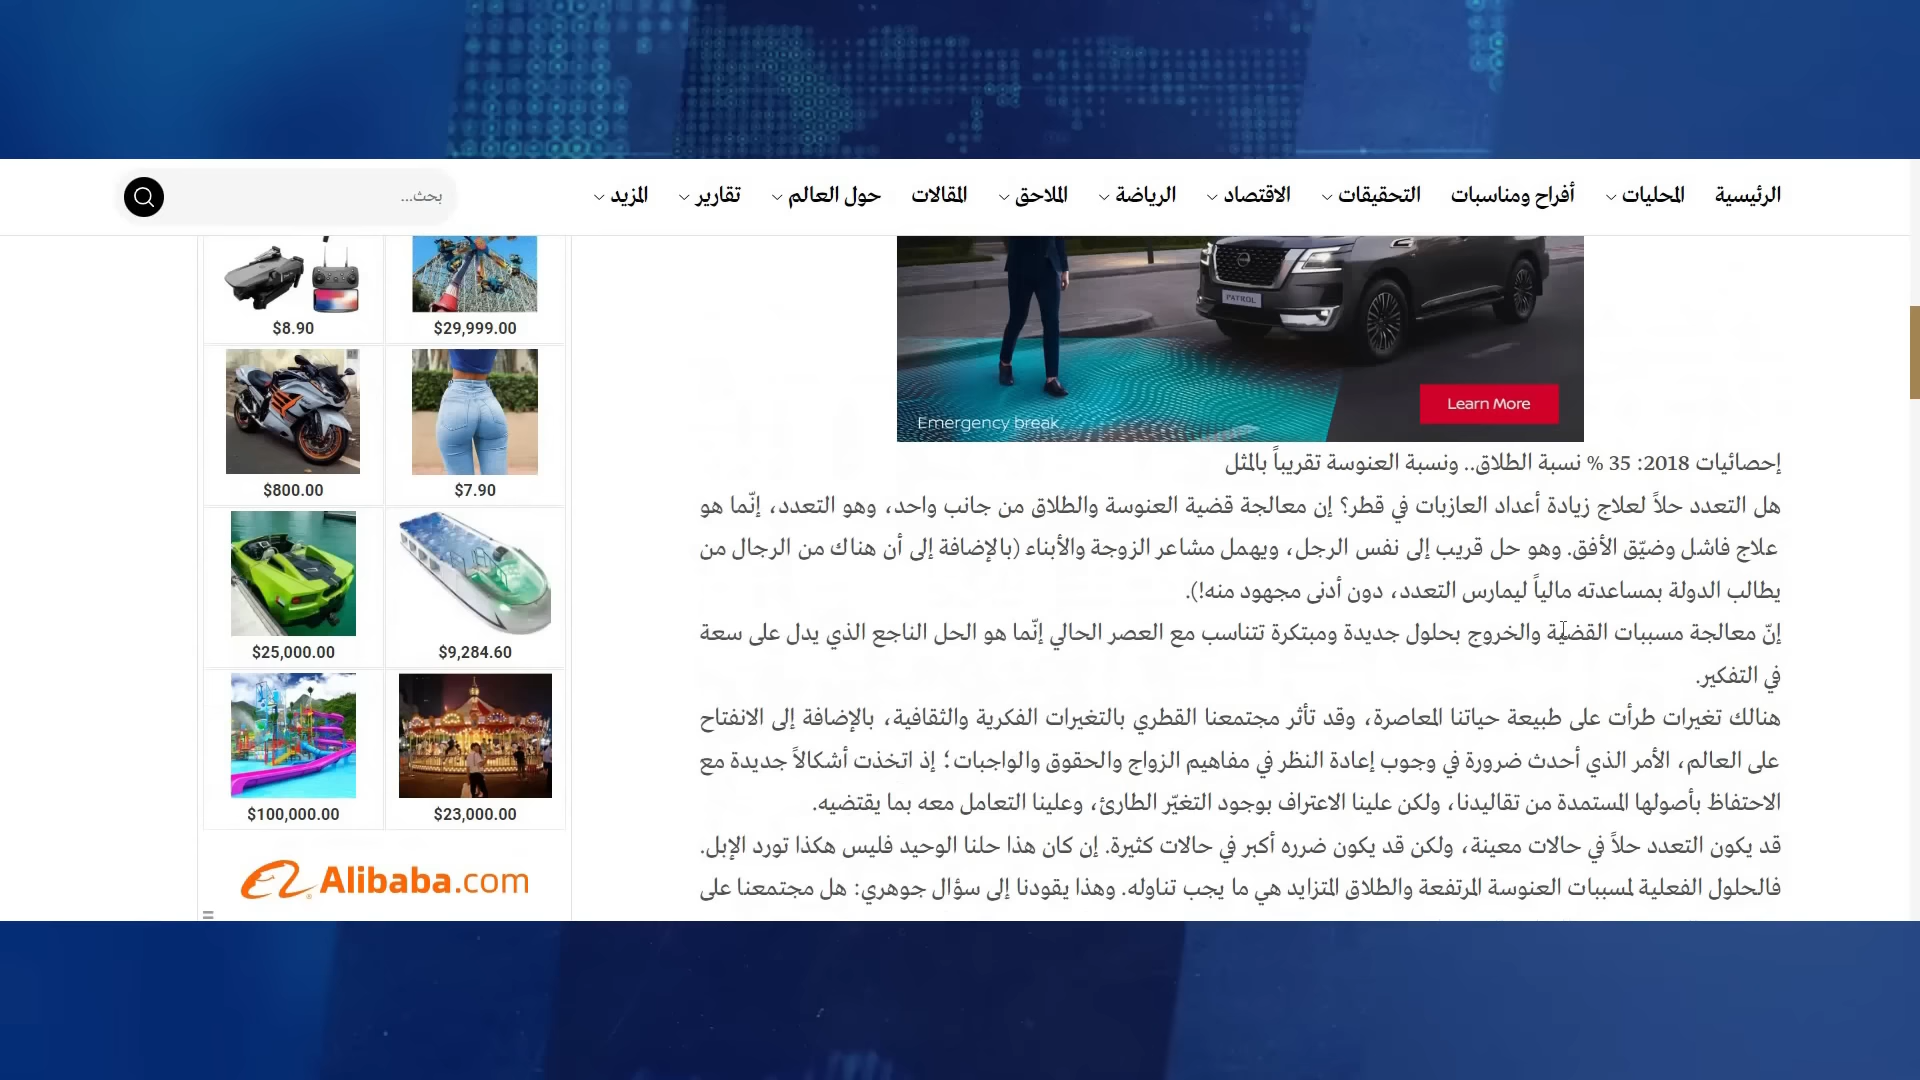 الرئيسية المحليات أفراح ومناسبات التحقيقات الاقتصاد الرياضة الملاحق المقالات حول العالم تقارير المزيد بحث...
PATROL
Learn More
Emergency break
إحصائيات 2018: 35 % نسبة الطلاق.. ونسبة العنوسة تقريباً بالمثل
هل التعدد حلاً لعلاج زيادة أعداد العازبات في قطر؟ إن معالجة قضية العنوسة والطلاق من جانب واحد، وهو التعدد، إنّما هو
علاج فاشل وضيّق الأفق. وهو حل قريب إلى نفس الرجل، ويهمل مشاعر الزوجة والأبناء (بالإضافة إلى أن هناك من الرجال من
يطالب الدولة بمساعدته مالياً ليمارس التعدد، دون أدنى مجهود منه!).
إنّ معالجة مسببات القضية والخروج بحلول جديدة ومبتكرة تتناسب مع العصر الحالي إنّما هو الحل الناجع الذي يدل على سعة
في التفكير.
هنالك تغيرات طرأت على طبيعة حياتنا المعاصرة، وقد تأثر مجتمعنا القطري بالتغيرات الفكرية والثقافية، بالإضافة إلى الانفتاح
على العالم، الأمر الذي أحدث ضرورة في وجوب إعادة النظر في مفاهيم الزواج والحقوق والواجبات؛ إذ اتخذت أشكالاً جديدة مع
الاحتفاظ بأصولها المستمدة من تقاليدنا، ولكن علينا الاعتراف بوجود التغيّر الطارئ، وعلينا التعامل معه بما يقتضيه.
قد يكون التعدد حلاً في حالات معينة، ولكن قد يكون ضرره أكبر في حالات كثيرة. إن كان هذا حلنا الوحيد فليس هكذا تورد الإبل.
فالحلول الفعلية لمسببات العنوسة المرتفعة والطلاق المتزايد هي ما يجب تناوله. وهذا يقودنا إلى سؤال جوهري: هل مجتمعنا على
$8.90 $29,999.00
$800.00 $7.90
$25,000.00 $9,284.60
$100,000.00 $23,000.00
Alibaba.com